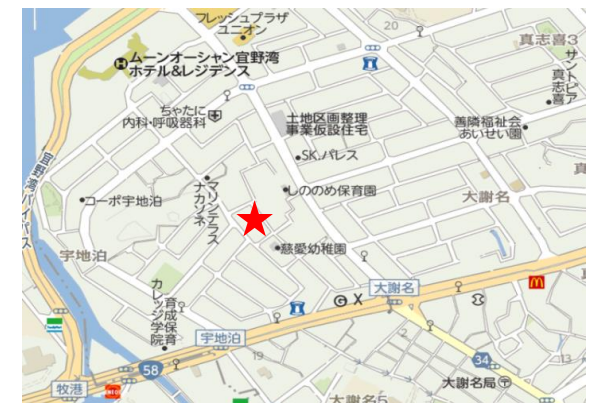 フレッシュプラザ
ユニオン
20
真志喜3
ムーンオーシャン宜野湾
ホテル&レジデンス
サントピア
真志喜
ちゃたに
内科・呼吸器科
土地区画整理
事業仮設住宅
善隣福祉会
あいせい園
SK.パレス
宜野湾バイパス
マリンテラス
ナカソネ
しののめ保育園
コーポ宇地泊
大謝名
慈愛幼稚園
宇地泊
カレッジ学院
育成保育
大謝名
G X
宇地泊
19
34
13
58
牧港
大謝名局
大謝名5